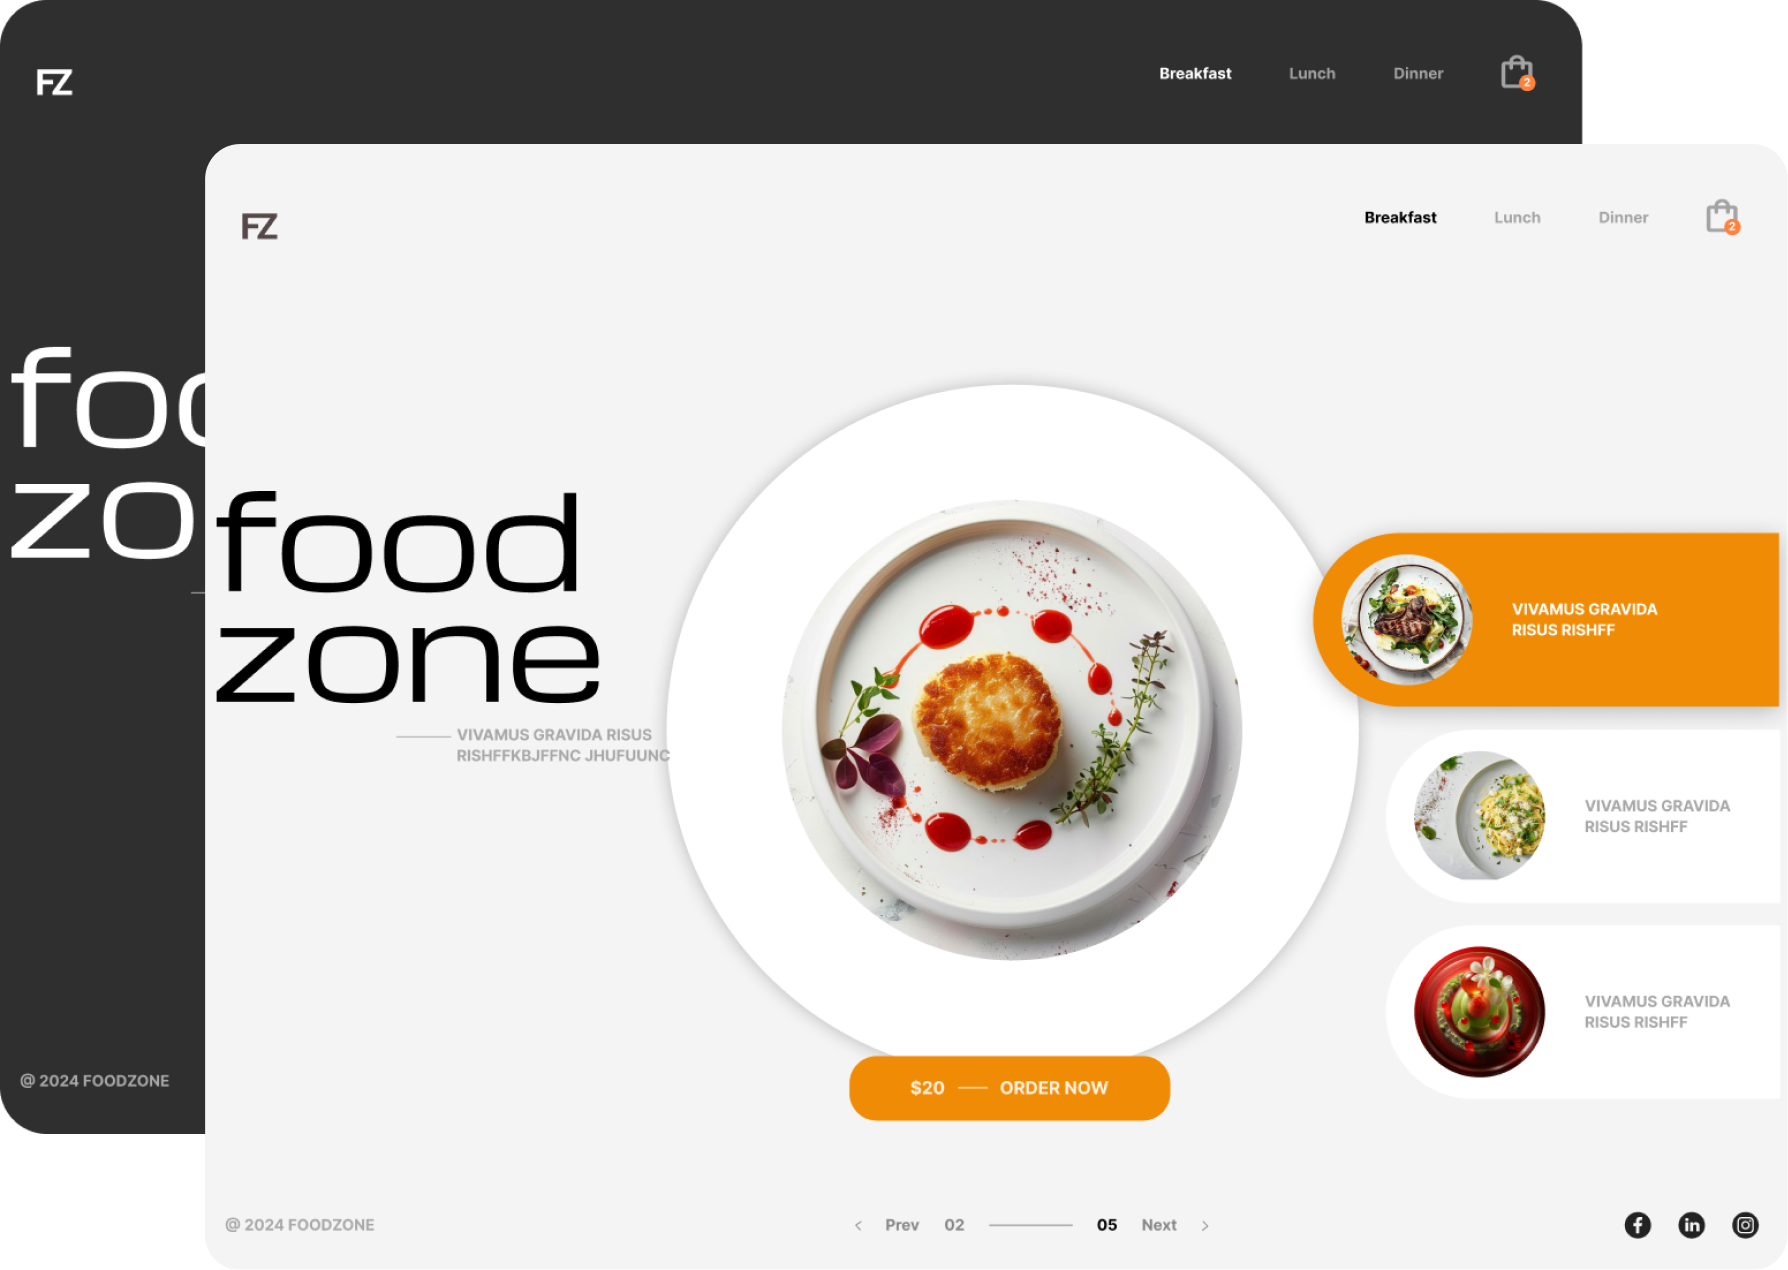 FZ
Breakfast Lunch Dinner
2
foo
zo
@ 2024 FOODZONE
FZ
Breakfast Lunch Dinner
2
food
zone
VIVAMUS GRAVIDA RISUS
RISHFFKBJFFNC JHUFUUNC
VIVAMUS GRAVIDA
RISUS RISHFF
VIVAMUS GRAVIDA
RISUS RISHFF
VIVAMUS GRAVIDA
RISUS RISHFF
$20 ORDER NOW
@ 2024 FOODZONE
< Prev 02 05 Next >
f
in